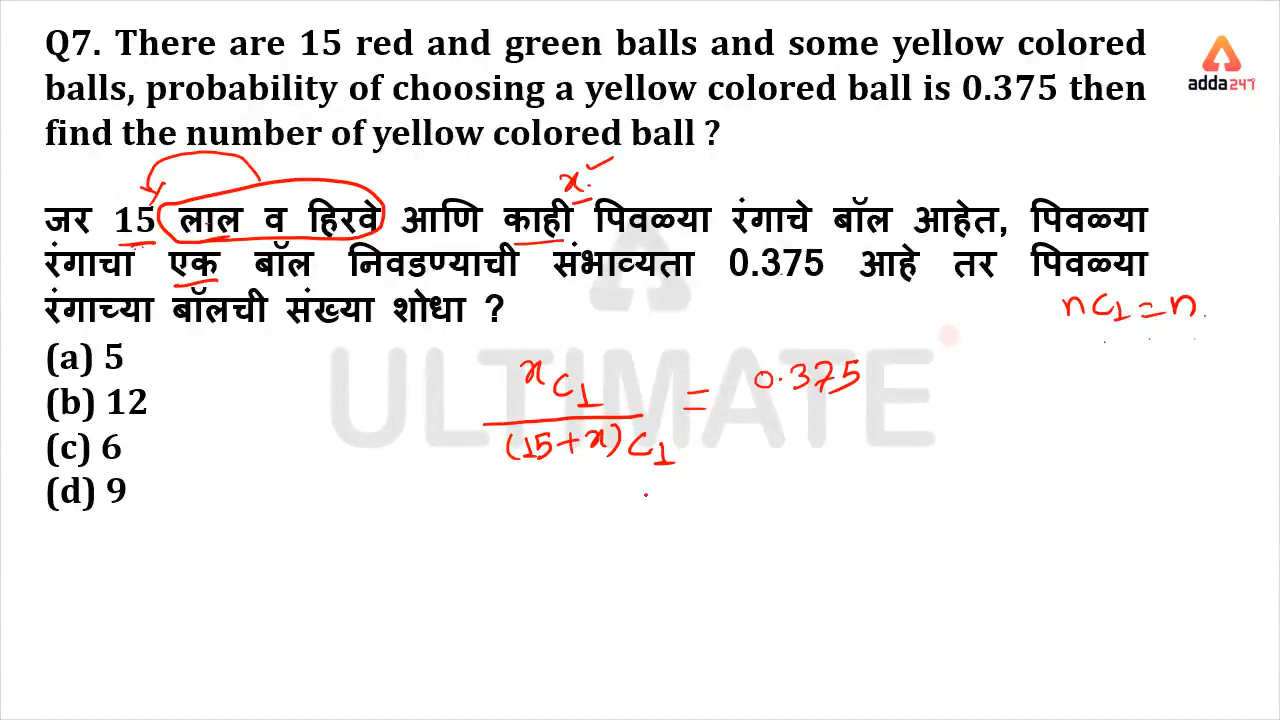 Q7. There are 15 red and green balls and some yellow colored
balls, probability of choosing a yellow colored ball is 0.375 then
find the number of yellow colored ball ?
adda247
x.
जर 15 लाल व हिरवे आणि काही पिवळ्या रंगाचे बॉल आहेत, पिवळ्या
रंगाचा एक बॉल निवडण्याची संभाव्यता 0.375 आहे तर पिवळ्या
रंगाच्या बॉलची संख्या शोधा ?
nC1 = n
(a) 5
(b) 12
(c) 6
(d) 9
xC1 = 0.375
(15+x)C1
ULTIMATE